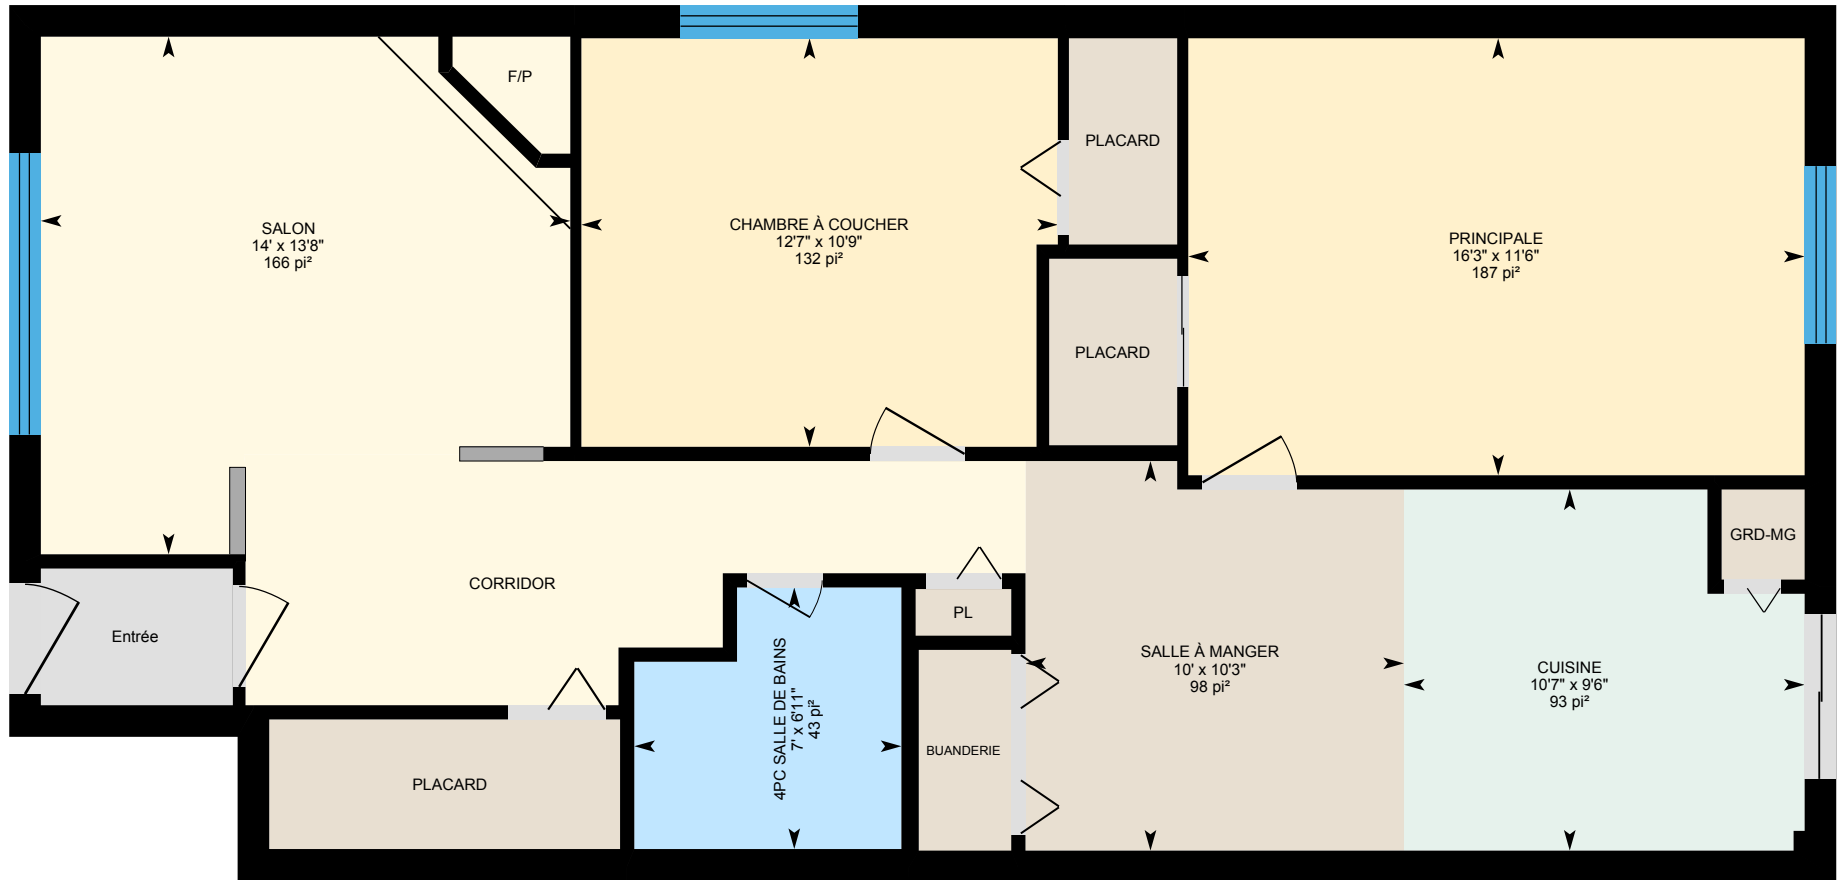 F/P
SALON
14' x 13'8"
166 pi²
CHAMBRE À COUCHER
12'7" x 10'9"
132 pi²
PLACARD
PLACARD
PRINCIPALE
16'3" x 11'6"
187 pi²
Entrée
CORRIDOR
PLACARD
4PC SALLE DE BAINS
7' x 6'11"
43 pi²
PL
BUANDERIE
SALLE À MANGER
10' x 10'3"
98 pi²
CUISINE
10'7" x 9'6"
93 pi²
GRD-MG